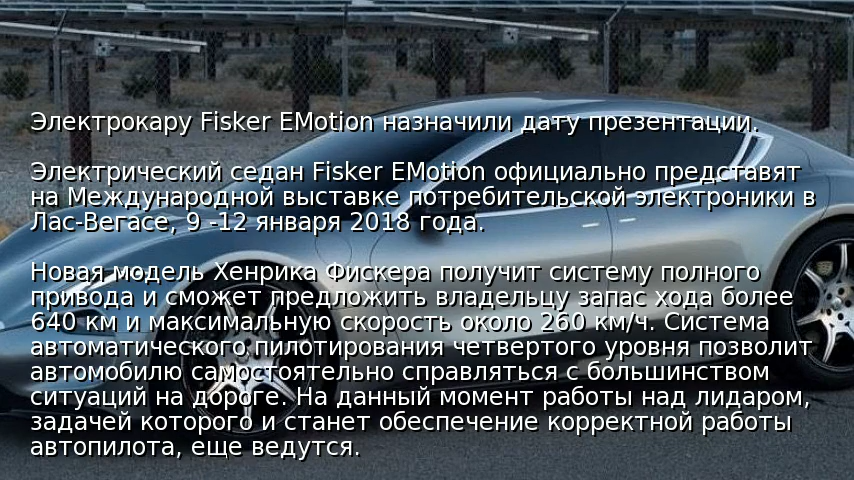 Электрокару Fisker EMotion назначили дату презентации.
Электрический седан Fisker EMotion официально представят
на Международной выставке потребительской электроники в
Лас-Вегасе, 9 -12 января 2018 года.
Новая модель Хенрика Фискера получит систему полного
привода и сможет предложить владельцу запас хода более
640 км и максимальную скорость около 260 км/ч. Система
автоматического пилотирования четвертого уровня позволит
автомобилю самостоятельно справляться с большинством
ситуаций на дороге. На данный момент работы над лидаром,
задачей которого и станет обеспечение корректной работы
автопилота, еще ведутся.